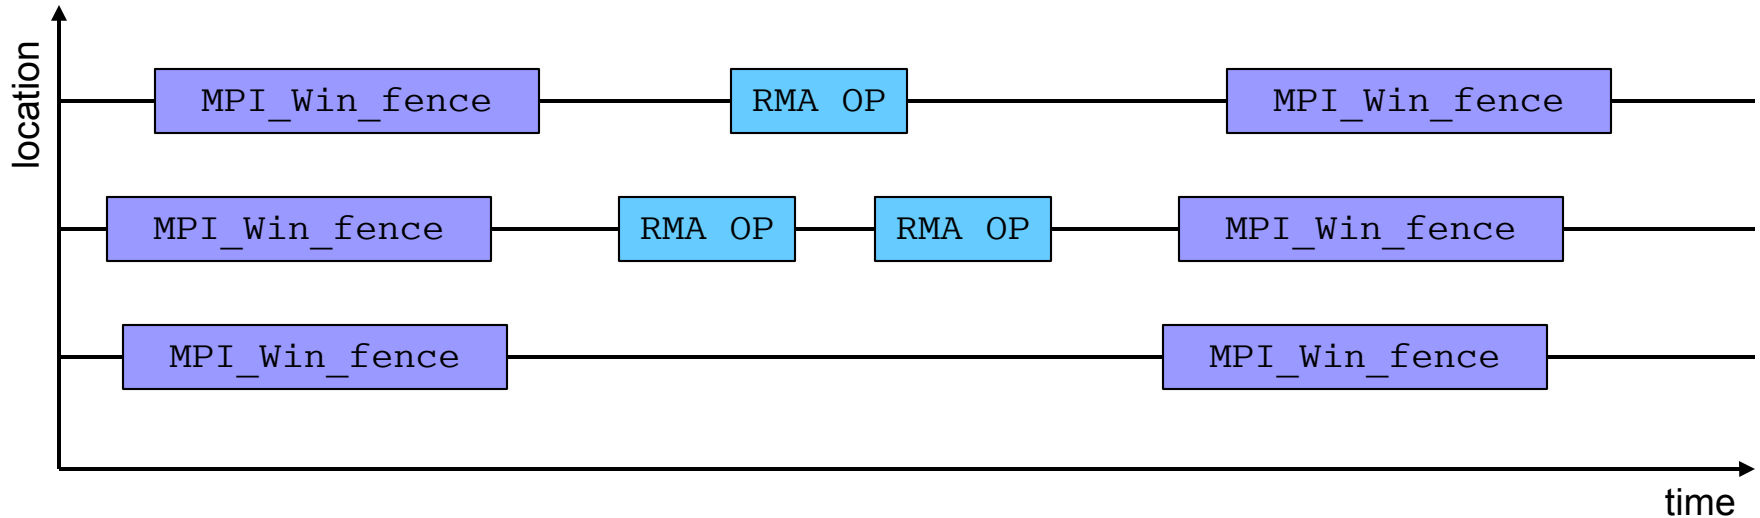 location
MPI_Win_fence RMA OP MPI_Win_fence
MPI_Win_fence RMA OP RMA OP MPI_Win_fence
MPI_Win_fence MPI_Win_fence
time